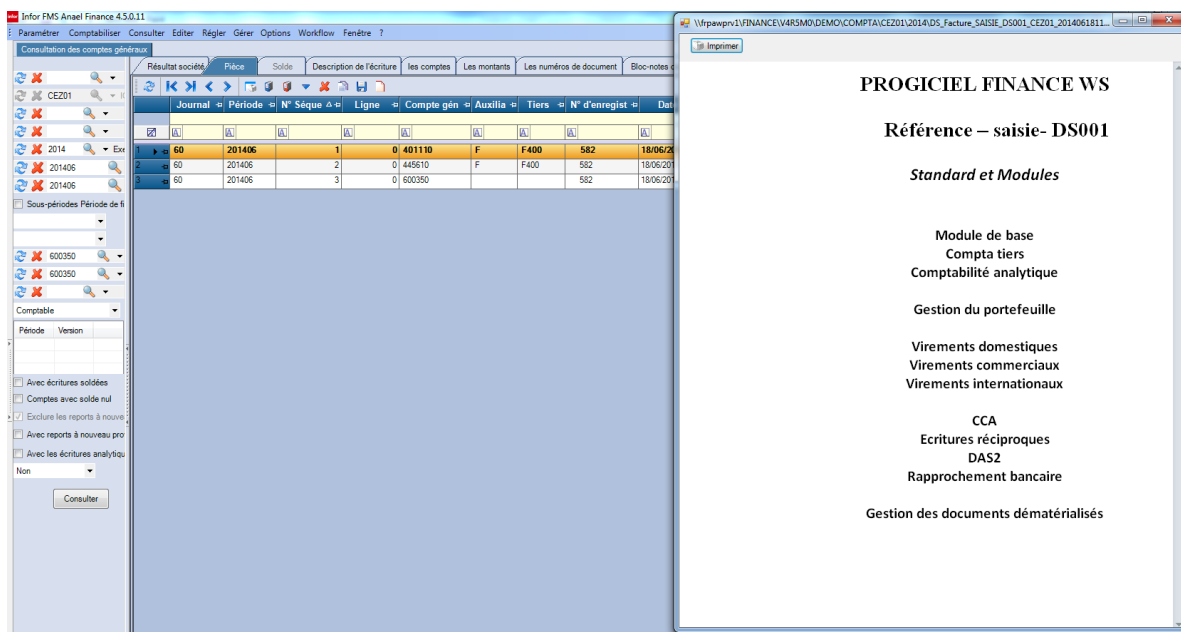 Infor FMS Anael Finance 4.5.0.11
Paramétrer Comptabiliser Consulter Editer Régler Gérer Options Workflow Fenêtre ?
Consultation des comptes généraux
CEZ01
2014 Exe
201406
201406
Sous-périodes Période de fi
600350
600350
Comptable
Période Version
Avec écritures soldées
Comptes avec solde nul
Exclure les reports à nouve
Avec reports à nouveau pro
Avec les écritures analytiqu
Non
Consulter
Résultat société Pièce Solde Description de l'écriture les comptes Les montants Les numéros de document Bloc-notes
Journal Période N° Séque Ligne Compte gén Auxilia Tiers N° d'enregist Dat
1 60 201406 1 0 401110 F F400 582 18/06/20
2 60 201406 2 0 445610 F F400 582 18/06/201
3 60 201406 3 0 600350 582 18/06/201
\\frpawprv1\FINANCE\V4R5M0\DEMO\COMPTA\CEZ01\2014\DS_Facture_SAISIE_DS001_CEZ01_2014061811...
Imprimer
PROGICIEL FINANCE WS
Référence – saisie- DS001
Standard et Modules
Module de base
Compta tiers
Comptabilité analytique
Gestion du portefeuille
Virements domestiques
Virements commerciaux
Virements internationaux
CCA
Ecritures réciproques
DAS2
Rapprochement bancaire
Gestion des documents dématérialisés